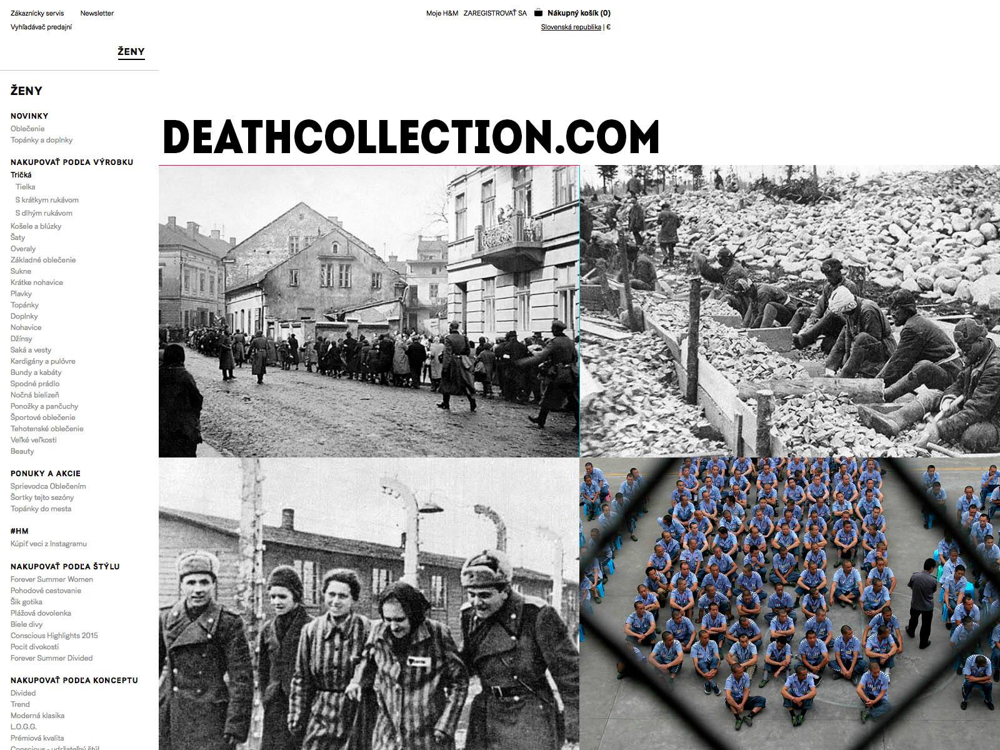 Zákaznícky servis
Newsletter
Moje H&M
ZAREGISTROVAŤ SA
Nákupný košík (0)
Vyhľadávač predajní
Slovenská republika | €
ŽENY
ŽENY
NOVINKY
Oblečenie
Topánky a doplnky
NAKUPOVAŤ PODĽA VÝROBKU
Tričká
Tielka
S krátkym rukávom
S dlhým rukávom
Košele a blúzky
Šaty
Overaly
Základné oblečenie
Sukne
Krátke nohavice
Plavky
Topánky
Doplnky
Nohavice
Džínsy
Saká a vesty
Kardigány a pulóvre
Bundy a kabáty
Spodné prádlo
Nočná bielizeň
Ponožky a pančuchy
Športové oblečenie
Tehotenské oblečenie
Veľké veľkosti
Beauty
PONUKY A AKCIE
Sprievodca Oblečením
Šortky tejto sezóny
Topánky do mesta
#HM
Kúpiť veci z Instagramu
NAKUPOVAŤ PODĽA ŠTÝLU
Forever Summer Women
Pohodové cestovanie
Šik gotika
Plážová dovolenka
Biele divy
Conscious Highlights 2015
Pocit divokosti
Forever Summer Divided
NAKUPOVAŤ PODĽA KONCEPTU
Divided
Trend
Moderná klasika
L.O.G.G.
Prémiová kvalita
Conscious - udržateľný štýl
DEATHCOLLECTION.COM